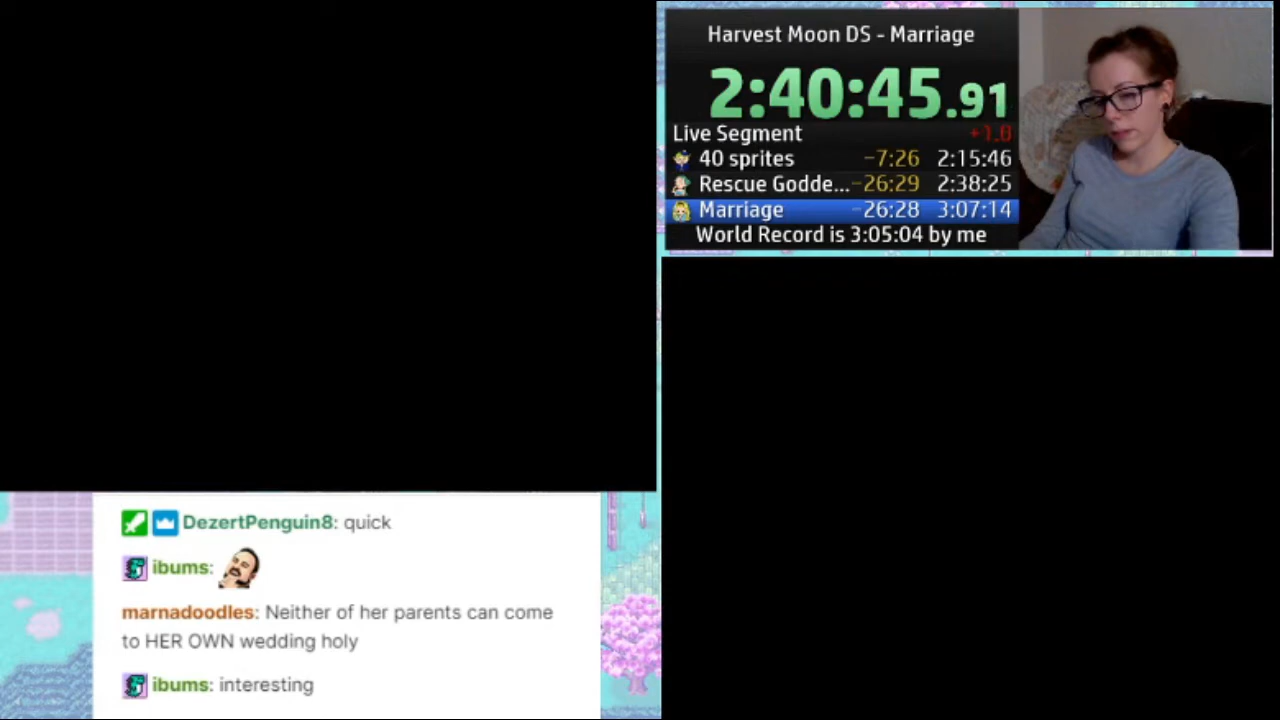 Harvest Moon DS - Marriage
2:40:45.91
Live Segment +1.0
40 sprites -7:26 2:15:46
Rescue Godde... -26:29 2:38:25
Marriage -26:28 3:07:14
World Record is 3:05:04 by me
DezertPenguin8: quick
ibums:
marnadoodles: Neither of her parents can come
to HER OWN wedding holy
ibums: interesting